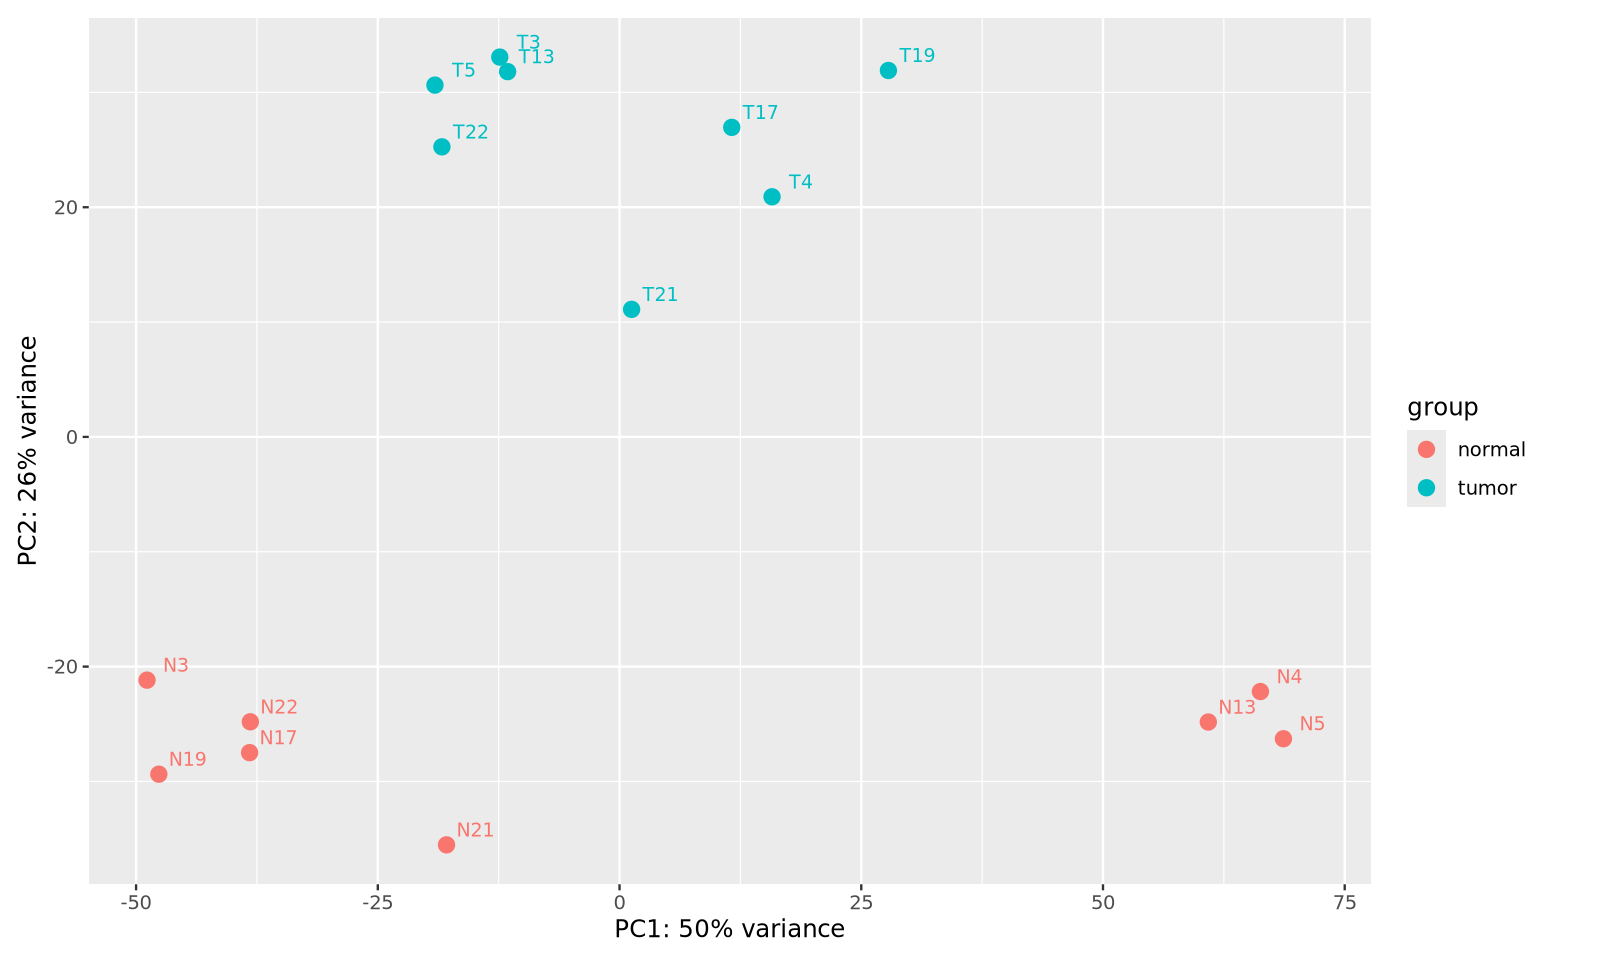 T3
T13
T5
T19
T17
T22
T4
T21
N3
N4
N22
N13
N5
N17
N19
N21
20
0
-20
-50
-25
0
25
50
75
PC1: 50% variance
PC2: 26% variance
group
normal
tumor